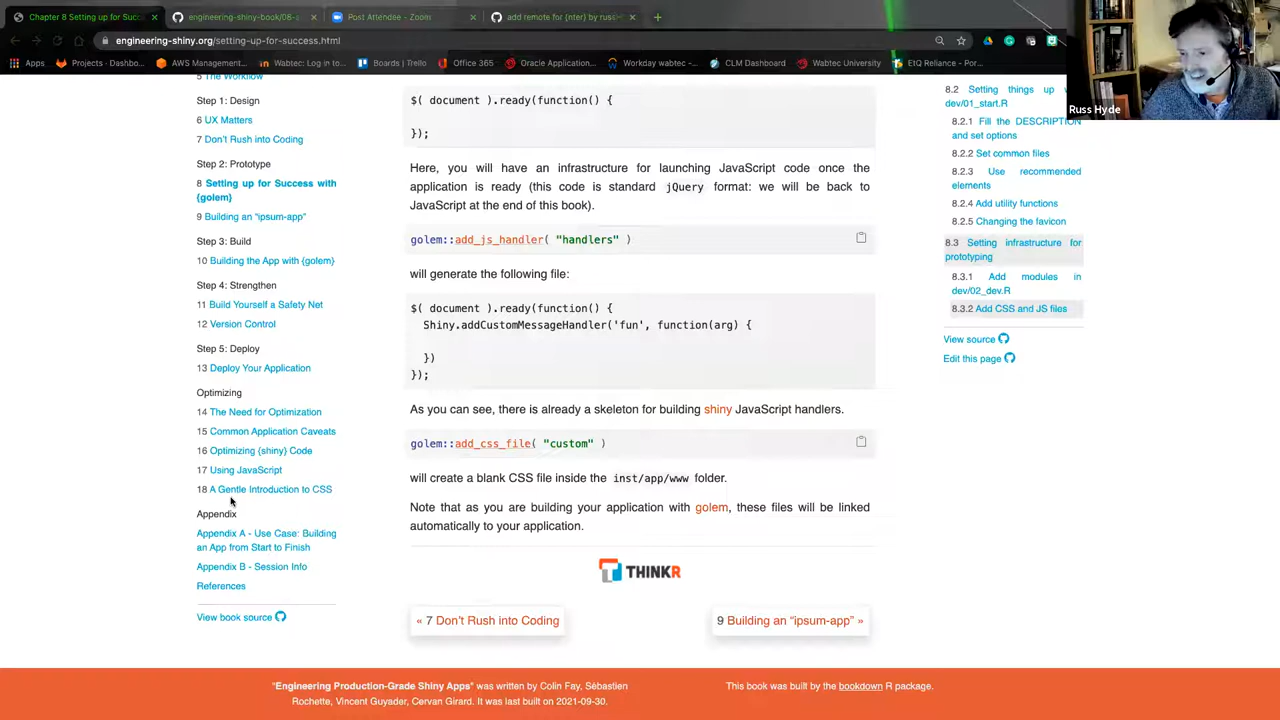 Chapter 8 Setting up for Succ
engineering-shiny-book/08-s
Post Attendee - Zoom
add remote for {nter} by russH
engineering-shiny.org/setting-up-for-success.html
Apps
Projects · Dashbo...
AWS Management...
Wabtec: Log in to...
Boards | Trello
Office 365
Oracle Application...
Workday wabtec -...
CLM Dashboard
Wabtec University
EtQ Reliance - Por...
Russ Hyde
5 The Workflow
Step 1: Design
6 UX Matters
7 Don't Rush into Coding
Step 2: Prototype
8 Setting up for Success with
{golem}
9 Building an "ipsum-app"
Step 3: Build
10 Building the App with {golem}
Step 4: Strengthen
11 Build Yourself a Safety Net
12 Version Control
Step 5: Deploy
13 Deploy Your Application
Optimizing
14 The Need for Optimization
15 Common Application Caveats
16 Optimizing {shiny} Code
17 Using JavaScript
18 A Gentle Introduction to CSS
Appendix
Appendix A - Use Case: Building
an App from Start to Finish
Appendix B - Session Info
References
View book source
$( document ).ready(function() {
});
Here, you will have an infrastructure for launching JavaScript code once the
application is ready (this code is standard jQuery format: we will be back to
JavaScript at the end of this book).
golem::add_js_handler( "handlers" )
will generate the following file:
$( document ).ready(function() {
Shiny.addCustomMessageHandler('fun', function(arg) {
})
});
As you can see, there is already a skeleton for building shiny JavaScript handlers.
golem::add_css_file( "custom" )
will create a blank CSS file inside the inst/app/www folder.
Note that as you are building your application with golem, these files will be linked
automatically to your application.
THINKR
« 7 Don't Rush into Coding
9 Building an "ipsum-app" »
8.2 Setting things up
dev/01_start.R
8.2.1 Fill the DESCRIPTION
and set options
8.2.2 Set common files
8.2.3 Use recommended
elements
8.2.4 Add utility functions
8.2.5 Changing the favicon
8.3 Setting infrastructure for
prototyping
8.3.1 Add modules in
dev/02_dev.R
8.3.2 Add CSS and JS files
View source
Edit this page
"Engineering Production-Grade Shiny Apps" was written by Colin Fay, Sébastien
Rochette, Vincent Guyader, Cervan Girard. It was last built on 2021-09-30.
This book was built by the bookdown R package.